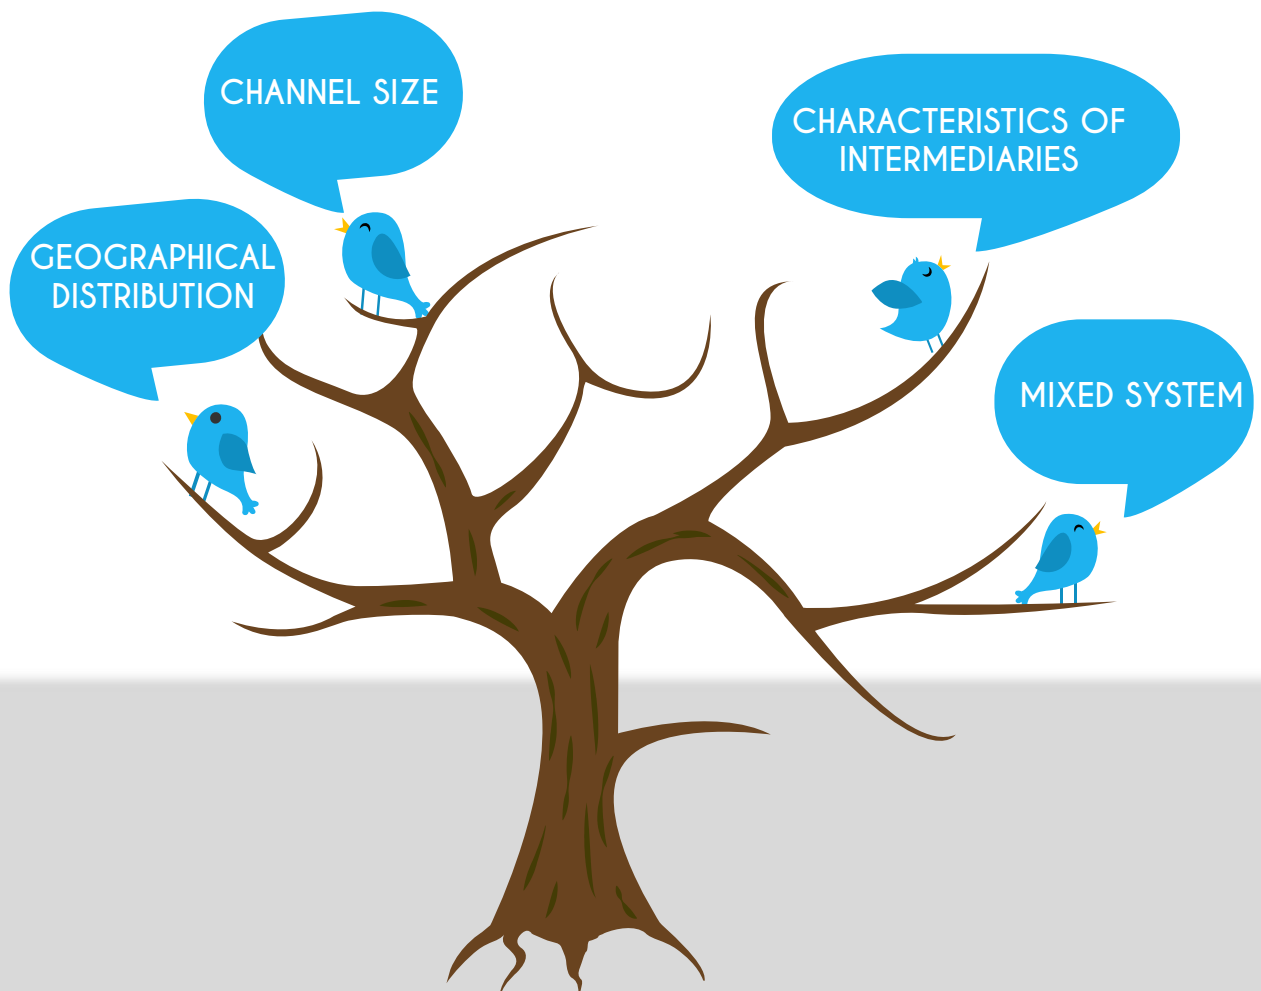 CHANNEL SIZE
CHARACTERISTICS OF
INTERMEDIARIES
GEOGRAPHICAL
DISTRIBUTION
MIXED SYSTEM